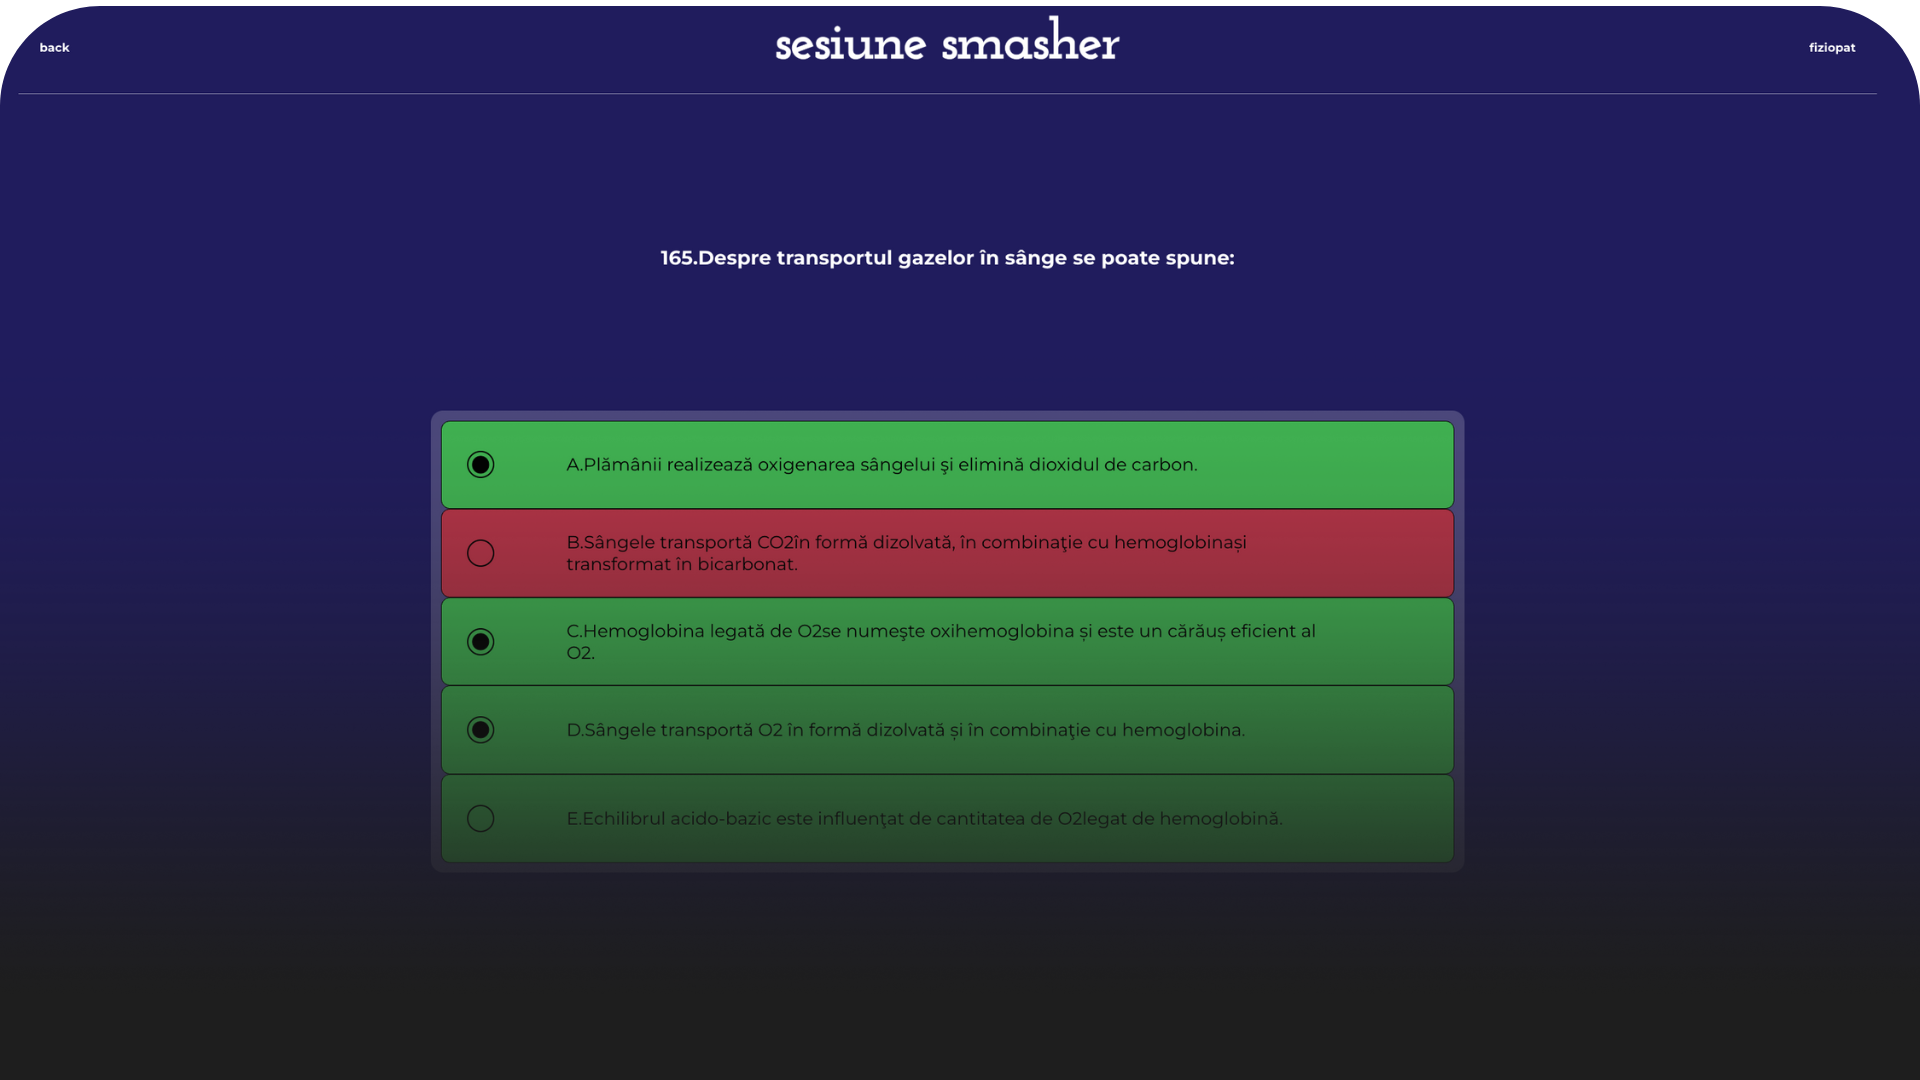 back
sesiune smasher
fiziopat
165.Despre transportul gazelor în sânge se poate spune:
A.Plămânii realizează oxigenarea sângelui şi elimină dioxidul de carbon.
B.Sângele transportă CO2în formă dizolvată, în combinaţie cu hemoglobinași
transformat în bicarbonat.
C.Hemoglobina legată de O2se numeşte oxihemoglobina și este un cărăuș eficient al
O2.
D.Sângele transportă O2 în formă dizolvată și în combinaţie cu hemoglobina.
E.Echilibrul acido-bazic este influenţat de cantitatea de O2legat de hemoglobină.